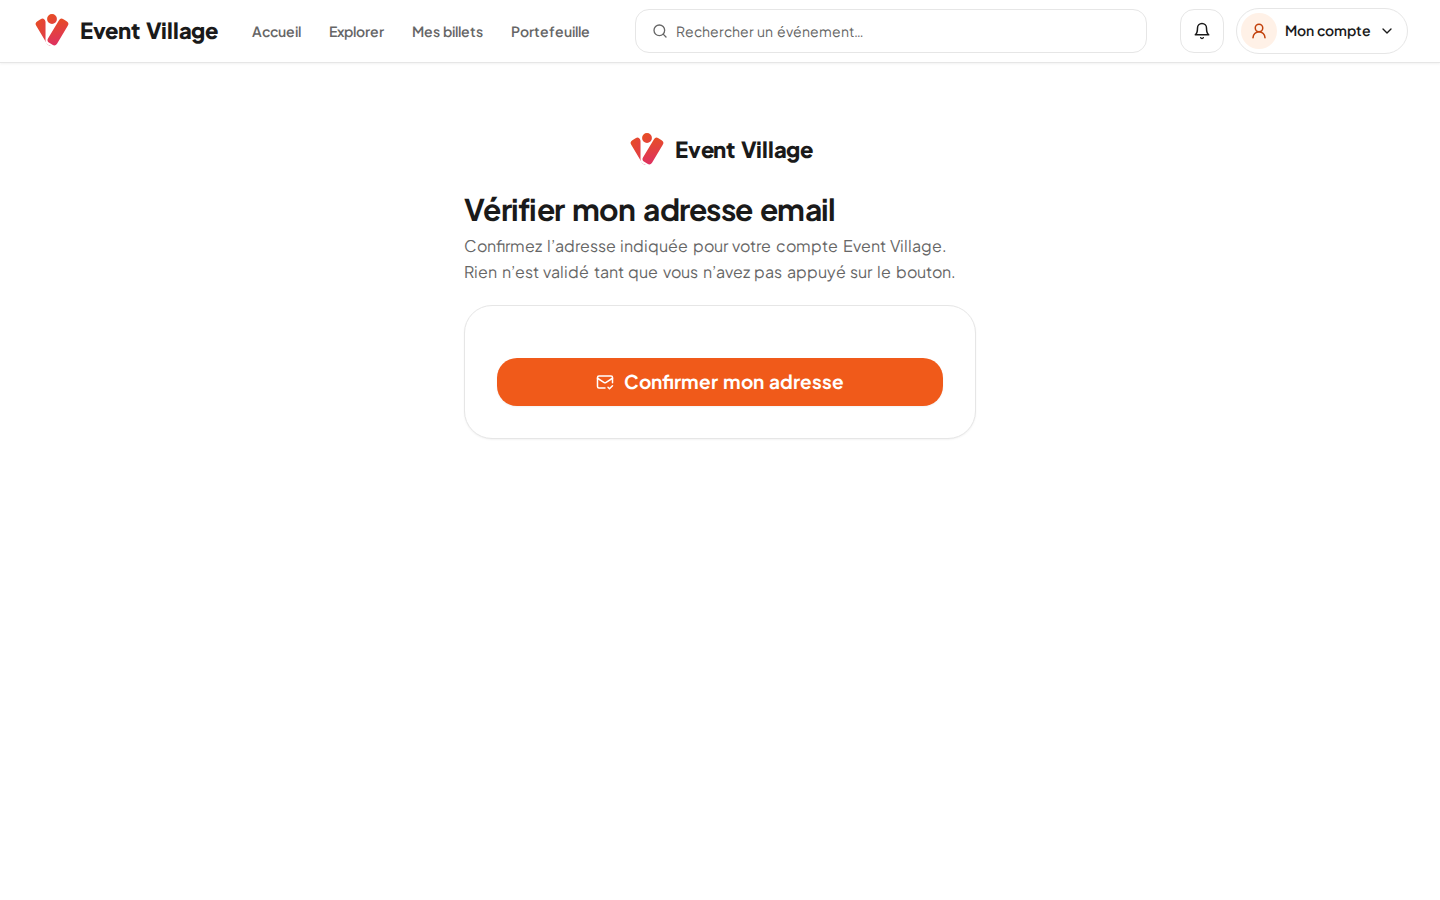 Event Village
Accueil
Explorer
Mes billets
Portefeuille
Rechercher un événement…
Mon compte
Event Village
Vérifier mon adresse email
Confirmez l’adresse indiquée pour votre compte Event Village.
Rien n’est validé tant que vous n’avez pas appuyé sur le bouton.
Confirmer mon adresse